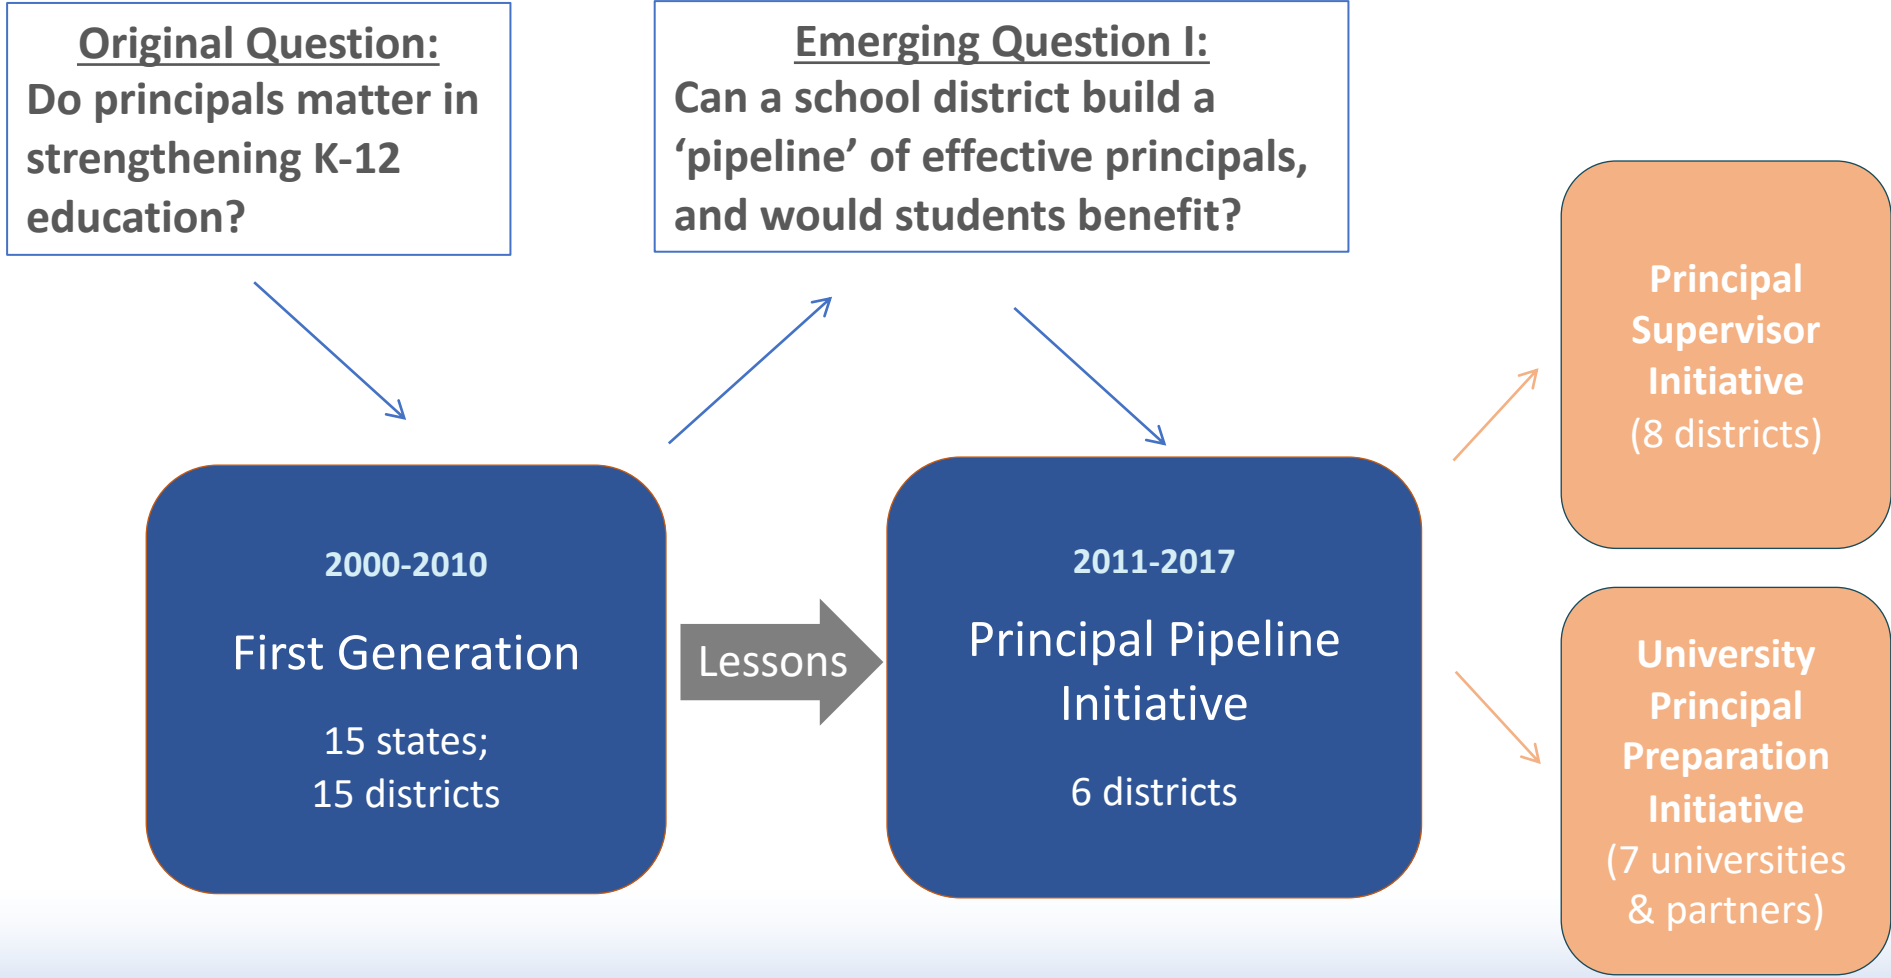 Original Question:
Do principals matter in
strengthening K-12
education?
Emerging Question I:
Can a school district build a
‘pipeline’ of effective principals,
and would students benefit?
2000-2010
First Generation
15 states;
15 districts
Lessons
2011-2017
Principal Pipeline
Initiative
6 districts
Principal
Supervisor
Initiative
(8 districts)
University
Principal
Preparation
Initiative
(7 universities
& partners)